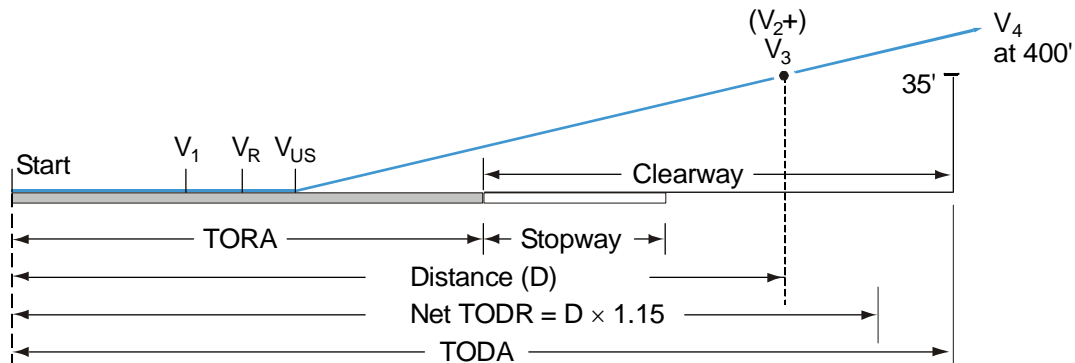 (V2+)
V3
V4
at 400'
35'
Start
V1
VR
VUS
Clearway
TORA
Stopway
Distance (D)
Net TODR = D × 1.15
TODA